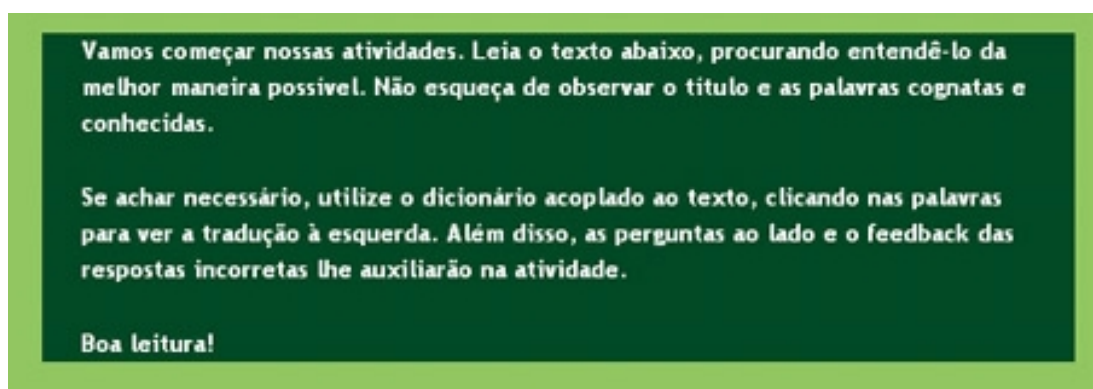 Vamos começar nossas atividades. Leia o texto abaixo, procurando entendê-lo da
melhor maneira possível. Não esqueça de observar o título e as palavras cognatas e
conhecidas.
Se achar necessário, utilize o dicionário acoplado ao texto, clicando nas palavras
para ver a tradução à esquerda. Além disso, as perguntas ao lado e o feedback das
respostas incorretas lhe auxiliarão na atividade.
Boa leitura!